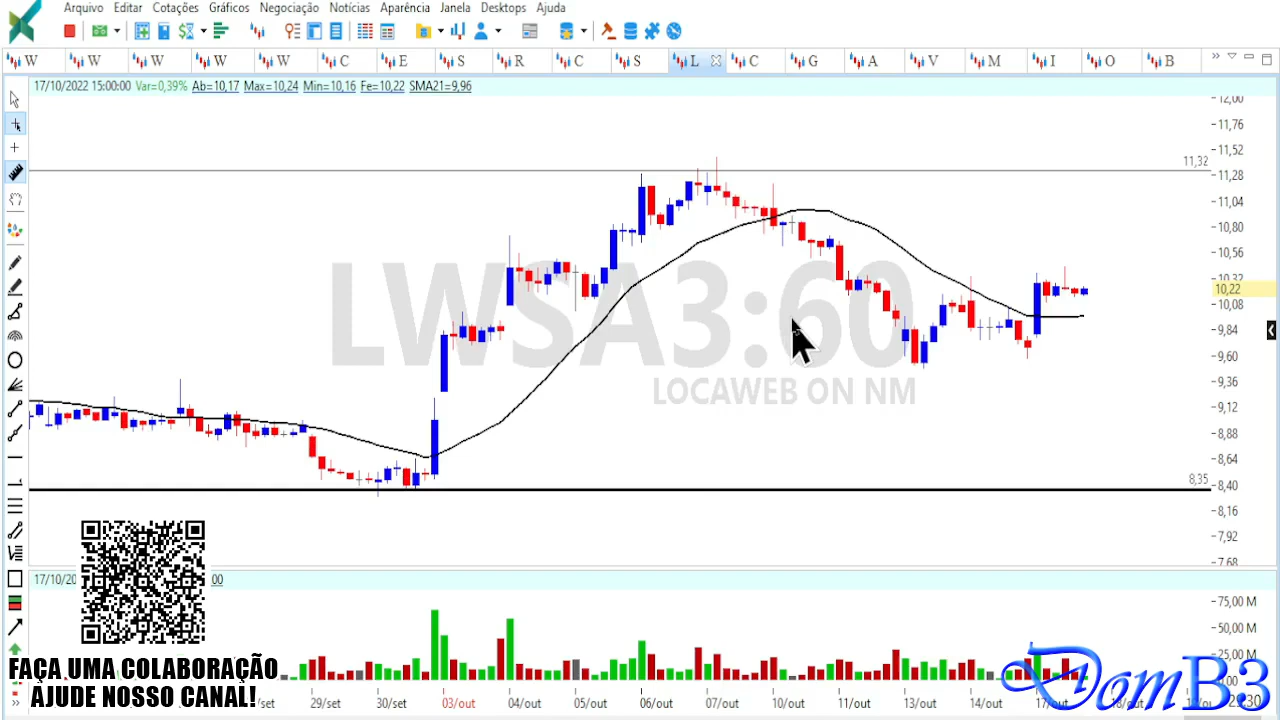 Arquivo Editar Cotações Gráficos Negociação Notícias Aparência Janela Desktops Ajuda
W W W W W C E S R C S L C G A V M I O B
17/10/2022 15:00:00 Var=0,39% Ab=10,17 Max=10,24 Min=10,16 Fe=10,22 SMA21=9,96
12,00
11,76
11,52
11,32
11,28
11,04
10,80
10,56
10,32
10,22
10,08
9,84
9,60
9,36
9,12
8,88
8,64
8,35
8,40
8,16
7,92
7,68
LWSA3:60
LOCAWEB ON NM
75,00 M
50,00 M
25,00 M
FAÇA UMA COLABORAÇÃO
AJUDE NOSSO CANAL!
DomB3
29/set 30/set 03/out 04/out 05/out 06/out 07/out 10/out 11/out 13/out 14/out 17/out